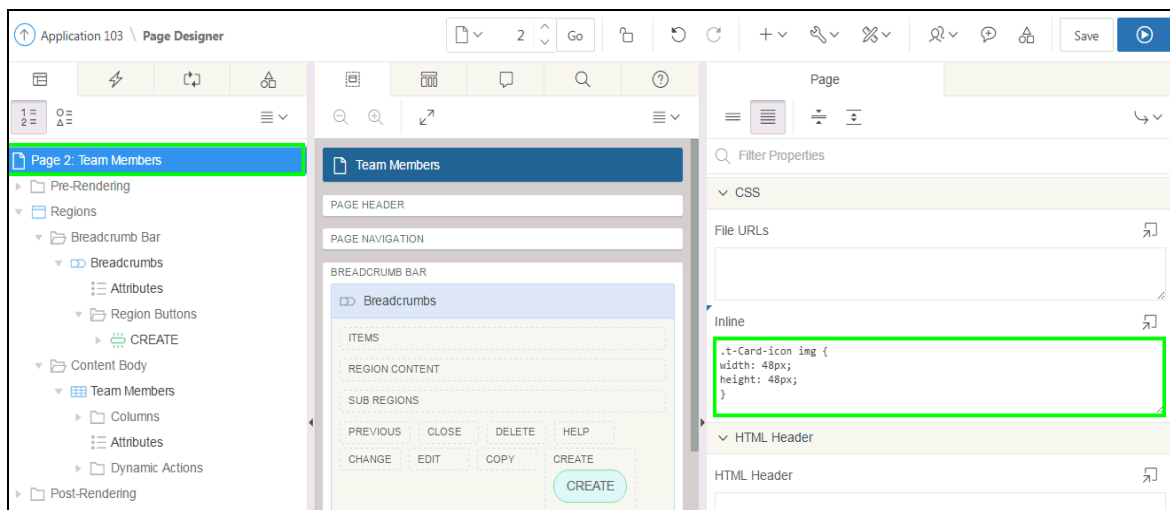 Application 103 \ Page Designer
2
Go
Save
Page
1 =
2 =
Page 2: Team Members
Pre-Rendering
Regions
Breadcrumb Bar
Breadcrumbs
Attributes
Region Buttons
CREATE
Content Body
Team Members
Columns
Attributes
Dynamic Actions
Post-Rendering
Team Members
PAGE HEADER
PAGE NAVIGATION
BREADCRUMB BAR
Breadcrumbs
ITEMS
REGION CONTENT
SUB REGIONS
PREVIOUS CLOSE DELETE HELP
CHANGE EDIT COPY CREATE
CREATE
Filter Properties
CSS
File URLs
Inline
.t-Card-icon img {
width: 48px;
height: 48px;
}
HTML Header
HTML Header